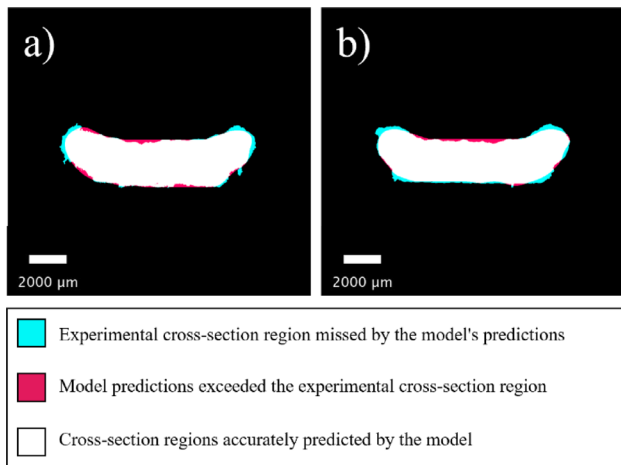 a)
b)
2000 µm
2000 µm
Experimental cross-section region missed by the model's predictions
Model predictions exceeded the experimental cross-section region
Cross-section regions accurately predicted by the model